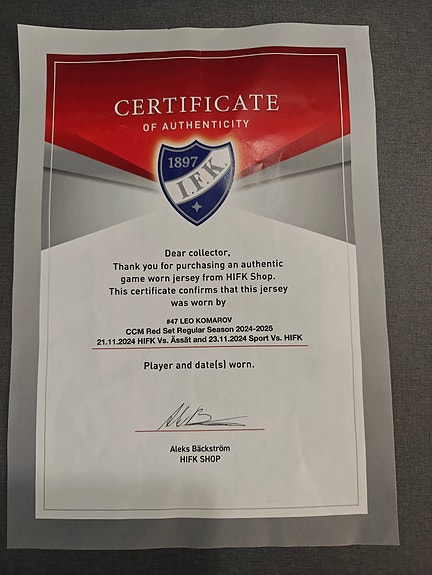 CERTIFICATE
OF AUTHENTICITY
1897
I.F.K.
Dear collector,
Thank you for purchasing an authentic
game worn jersey from HIFK Shop.
This certificate confirms that this jersey
was worn by
#47 LEO KOMAROV
CCM Red Set Regular Season 2024-2025
21.11.2024 HIFK Vs. Ässät and 23.11.2024 Sport Vs. HIFK
Player and date(s) worn.
Aleks Bäckström
HIFK SHOP